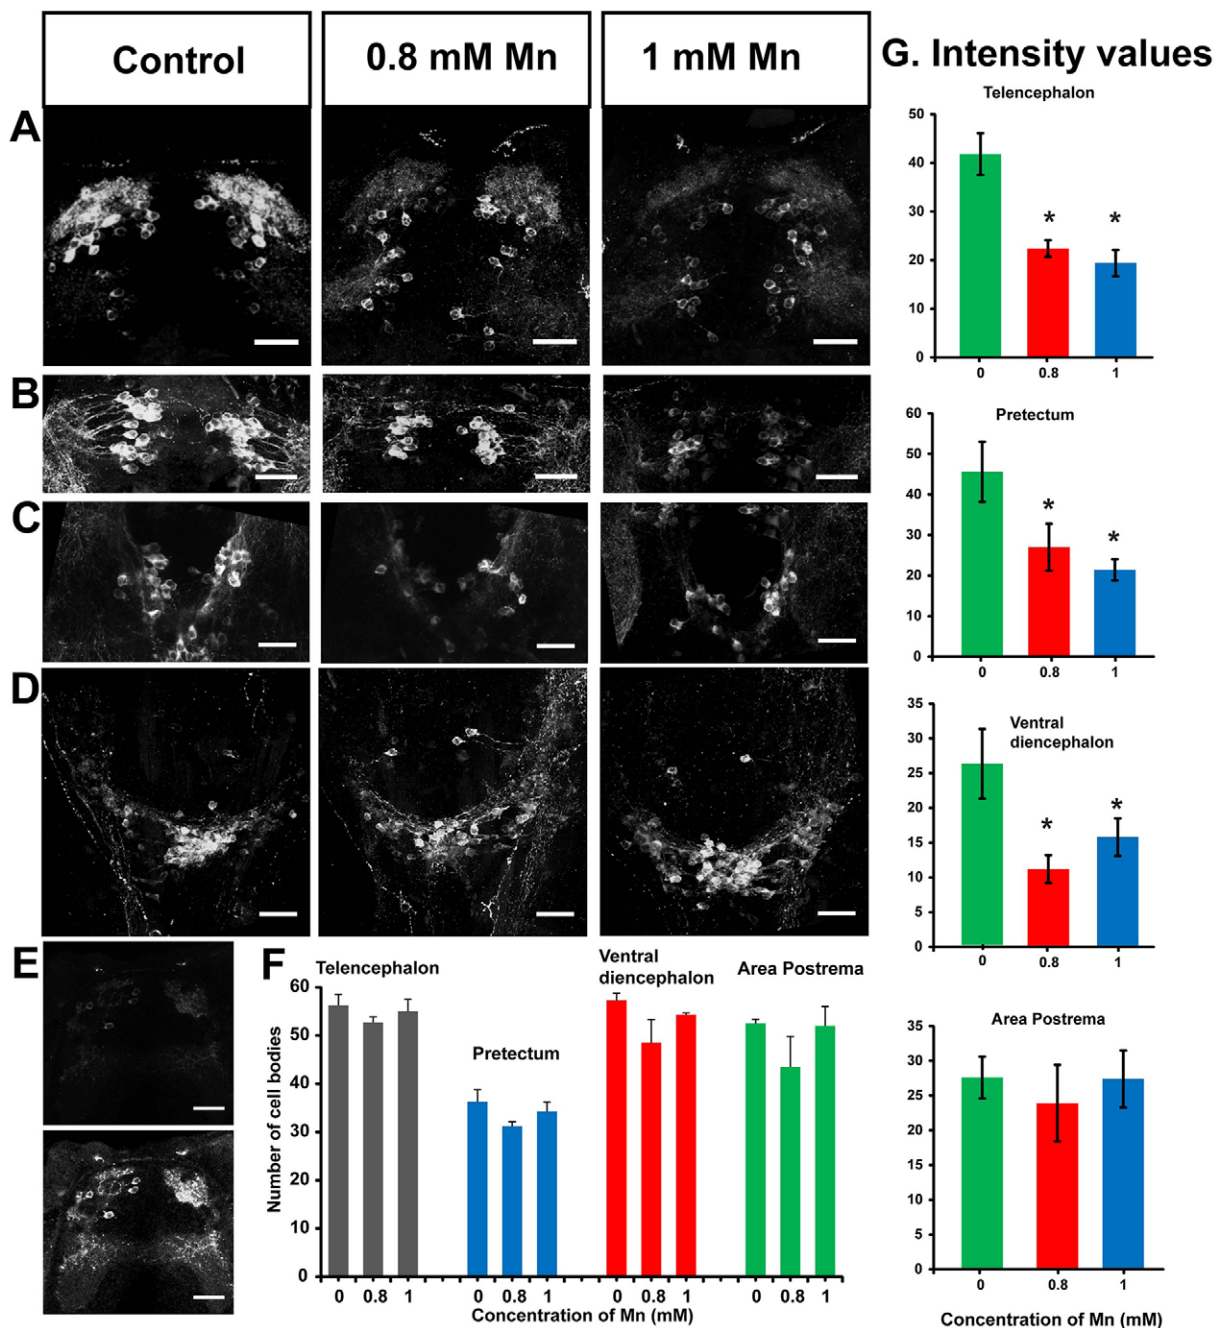 Control
0.8 mM Mn
1 mM Mn
A
B
C
D
E
F
Telencephalon
Pretectum
Ventral
diencephalon
Area Postrema
Number of cell bodies
60
50
40
30
20
10
0
0 0.8 1
0 0.8 1
0 0.8 1
0 0.8 1
Concentration of Mn (mM)
G. Intensity values
Telencephalon
50
40
30
20
10
0
* *
0 0.8 1
Pretectum
60
50
40
30
20
10
0
* *
0 0.8 1
Ventral
diencephalon
35
30
25
20
15
10
5
0
* *
0 0.8 1
Area Postrema
35
30
25
20
15
10
5
0
0 0.8 1
Concentration of Mn (mM)